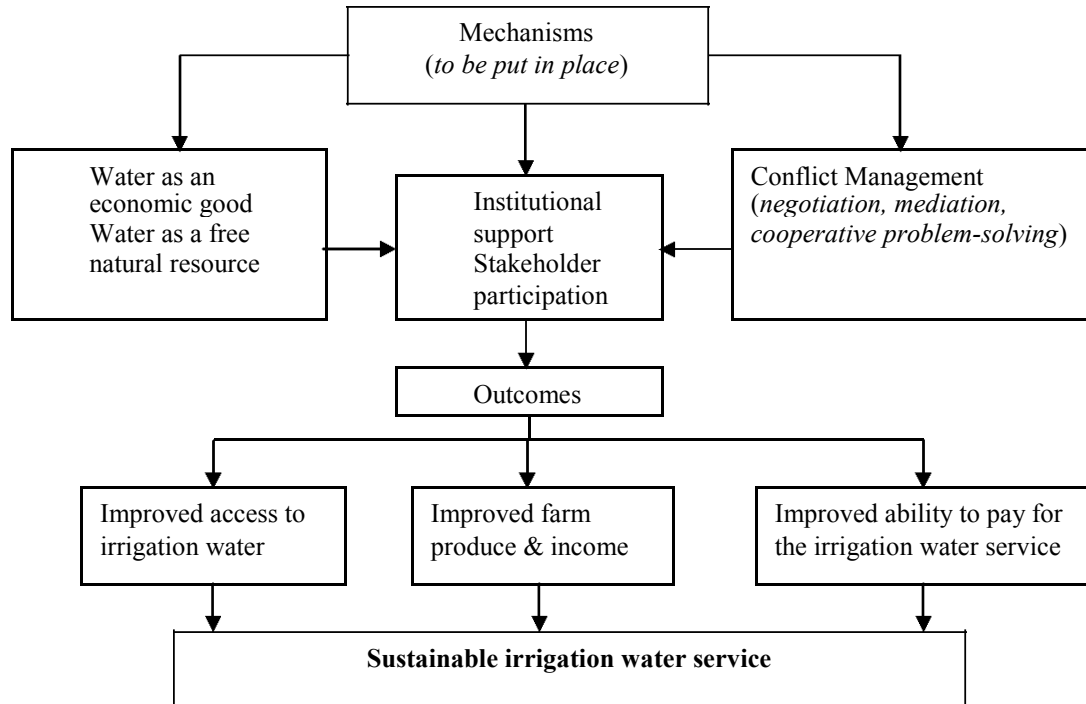 Mechanisms
(to be put in place)
Water as an
economic good
Water as a free
natural resource
Institutional
support
Stakeholder
participation
Conflict Management
(negotiation, mediation,
cooperative problem-solving)
Outcomes
Improved access to
irrigation water
Improved farm
produce & income
Improved ability to pay for
the irrigation water service
Sustainable irrigation water service